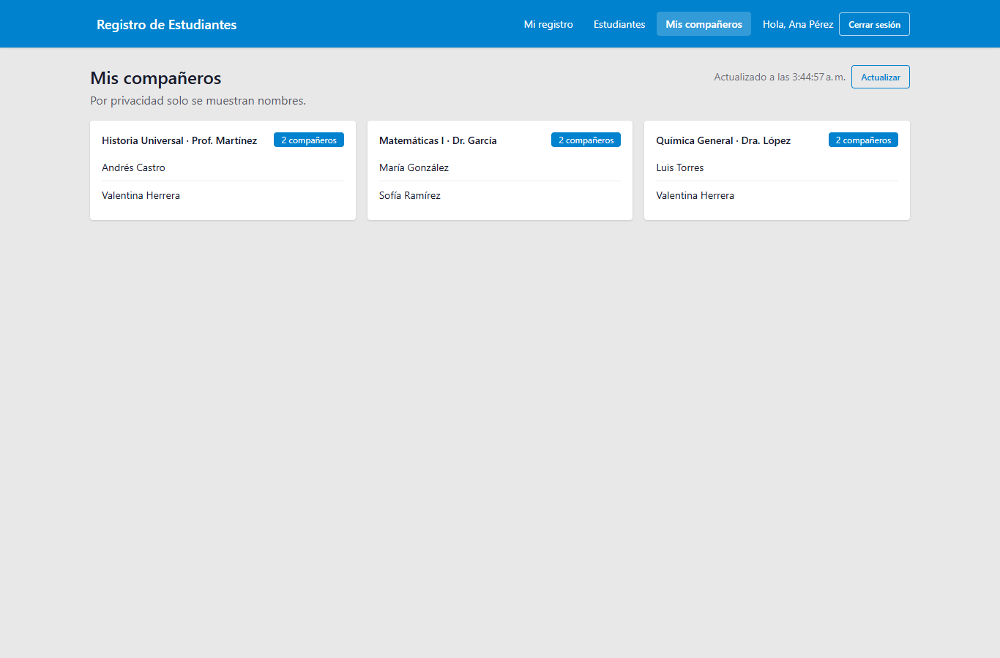 Registro de Estudiantes
Mi registro
Estudiantes
Mis compañeros
Hola, Ana Pérez
Cerrar sesión
Mis compañeros
Actualizado a las 3:44:57 a. m.
Actualizar
Por privacidad solo se muestran nombres.
Historia Universal · Prof. Martínez
2 compañeros
Andrés Castro
Valentina Herrera
Matemáticas I · Dr. García
2 compañeros
María González
Sofía Ramírez
Química General · Dra. López
2 compañeros
Luis Torres
Valentina Herrera